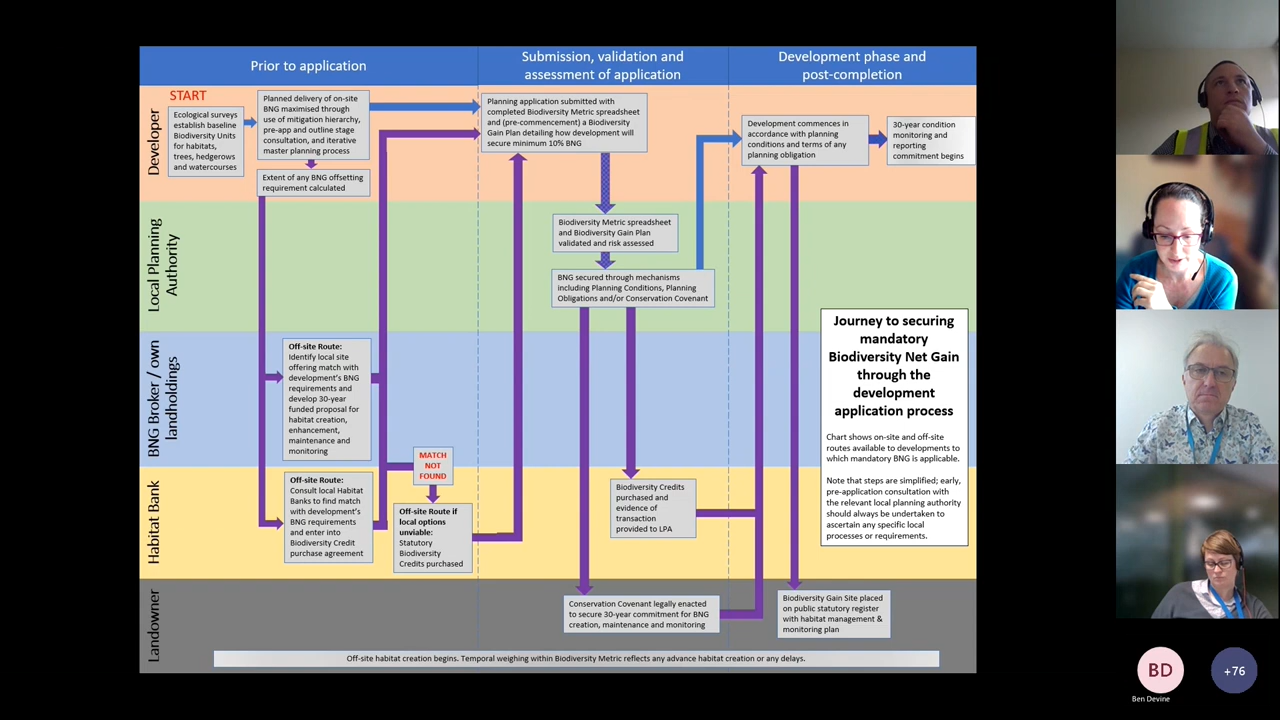 Prior to application
Submission, validation and
assessment of application
Development phase and
post-completion
Developer
START
Ecological surveys
establish baseline
Biodiversity Units
for habitats,
trees, hedgerows
and watercourses
Planned delivery of on-site
BNG maximised through
use of mitigation hierarchy,
pre-app and outline stage
consultation, and iterative
master planning process
Extent of any BNG offsetting
requirement calculated
Planning application submitted with
completed Biodiversity Metric spreadsheet
and (pre-commencement) a Biodiversity
Gain Plan detailing how development will
secure minimum 10% BNG
Development commences in
accordance with planning
conditions and terms of any
planning obligation
30-year condition
monitoring and
reporting
commitment begins
Local Planning
Authority
Biodiversity Metric spreadsheet
and Biodiversity Gain Plan
validated and risk assessed
BNG secured through mechanisms
including Planning Conditions, Planning
Obligations and/or Conservation Covenant
BNG Broker / own
landholdings
Off-site Route:
Identify local site
offering match with
development's BNG
requirements and
develop 30-year
funded proposal for
habitat creation,
enhancement,
maintenance and
monitoring
MATCH
NOT
FOUND
Habitat Bank
Off-site Route:
Consult local Habitat
Banks to find match
with development's
BNG requirements
and enter into
Biodiversity Credit
purchase agreement
Off-site Route if
local options
unviable:
Statutory
Biodiversity
Credits purchased
Biodiversity Credits
purchased and
evidence of
transaction
provided to LPA
Journey to securing
mandatory
Biodiversity Net Gain
through the
development
application process
Chart shows on-site and off-site
routes available to developments to
which mandatory BNG is applicable.
Note that steps are simplified; early,
pre-application consultation with
the relevant local planning authority
should always be undertaken to
ascertain any specific local
processes or requirements.
Landowner
Conservation Covenant legally enacted
to secure 30-year commitment for BNG
creation, maintenance and monitoring
Biodiversity Gain Site placed
on public statutory register
with habitat management &
monitoring plan
Off-site habitat creation begins. Temporal weighing within Biodiversity Metric reflects any advance habitat creation or any delays.
BD
Ben Devine
+76